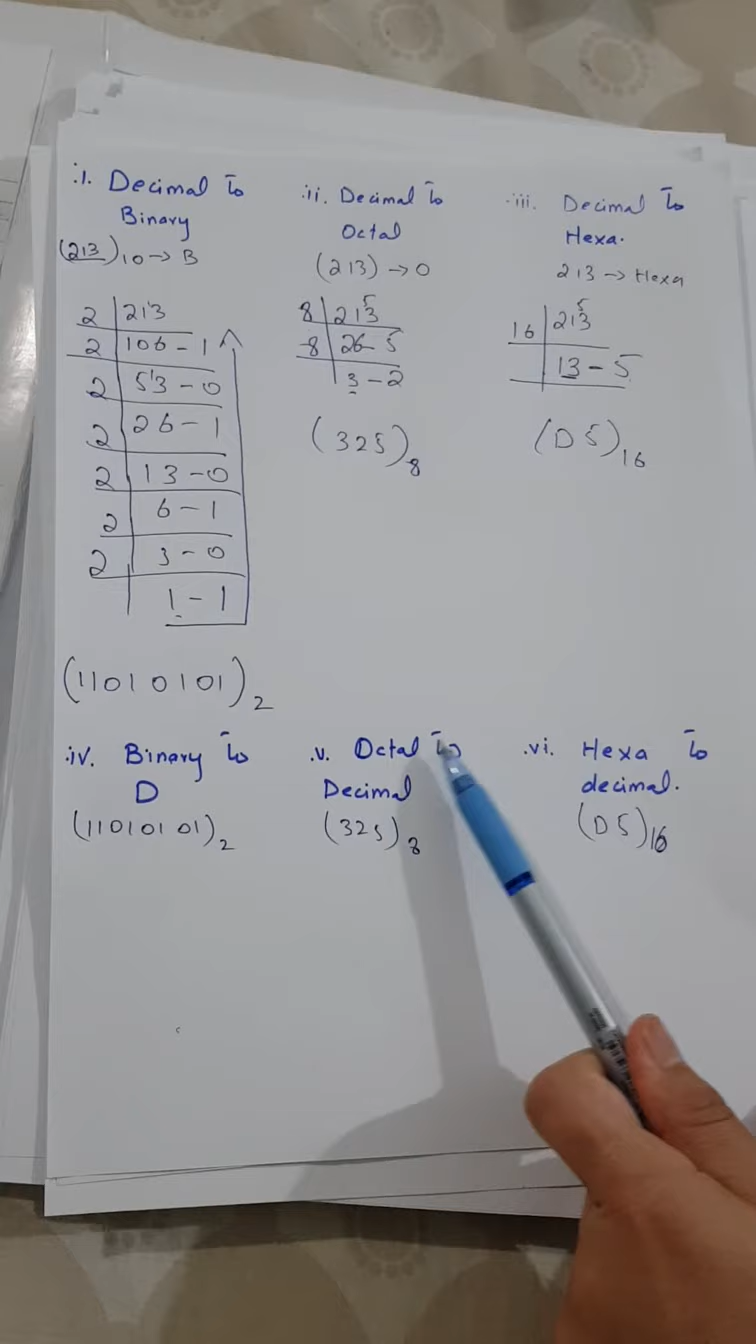 .i. Decimal To
Binary
(213)10 → B
2 213
2 106 - 1
2 53 - 0
2 26 - 1
2 13 - 0
2 6 - 1
2 3 - 0
1 - 1
(11010101)2
.ii. Decimal To
Octal
(213) → O
5
8 213
8 26 - 5
3 - 2
(325)8
.iii. Decimal To
Hexa.
213 → Hexa
5
16 213
13 - 5
(D5)16
.iv. Binary To
D
(11010101)2
.v. Octal To
Decimal
(325)8
.vi. Hexa To
decimal.
(D5)16